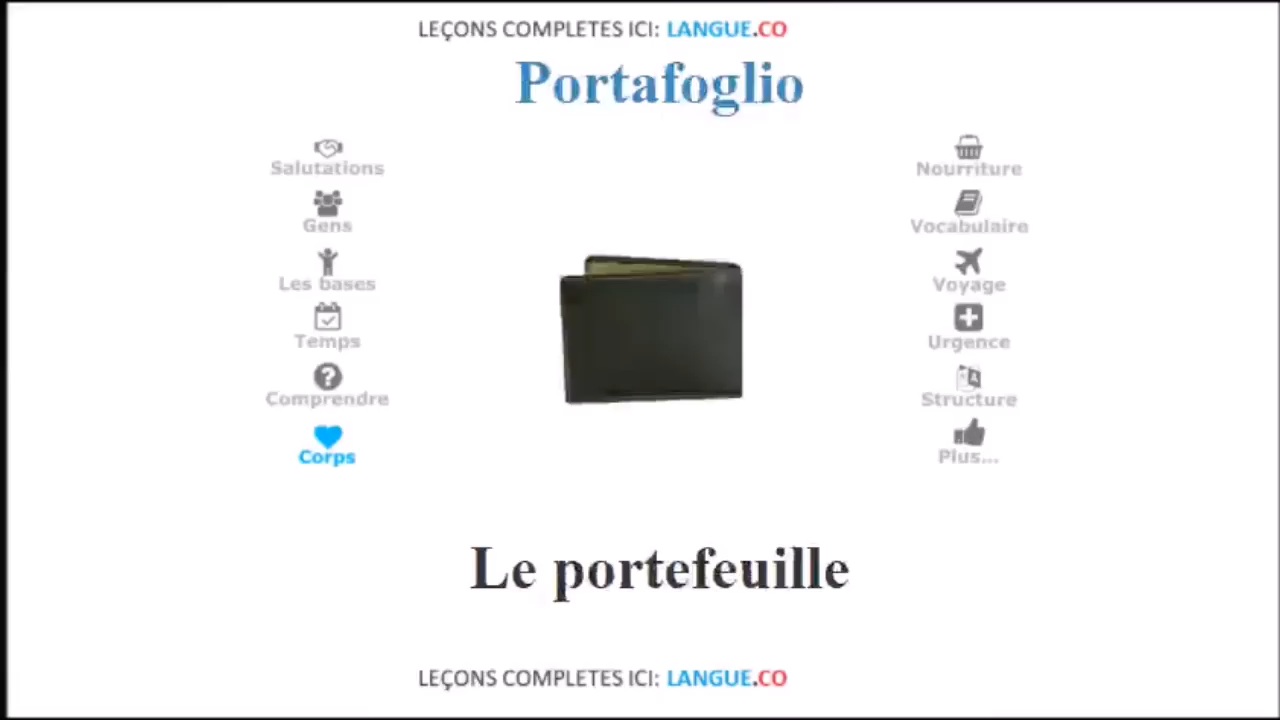 LEÇONS COMPLETES ICI: LANGUE.CO
Portafoglio
Salutations
Gens
Les bases
Temps
Comprendre
Corps
Nourriture
Vocabulaire
Voyage
Urgence
Structure
Plus...
Le portefeuille
LEÇONS COMPLETES ICI: LANGUE.CO